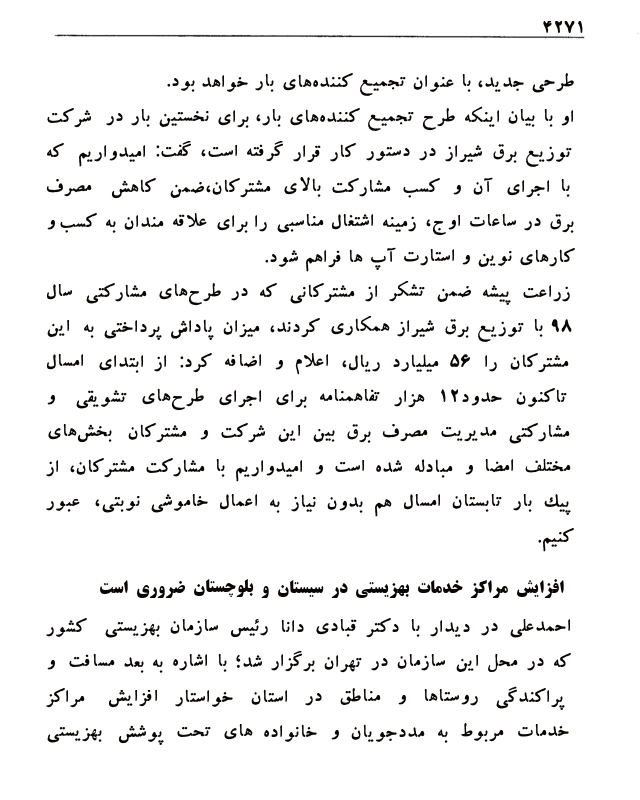 ۴۲۷۱
طرحی جدید، با عنوان تجمیع کننده‌های بار خواهد بود.
او با بیان اینکه طرح تجمیع کننده‌های بار، برای نخستین بار در شرکت
توزیع برق شیراز در دستور کار قرار گرفته است، گفت: امیدواریم که
با اجرای آن و کسب مشارکت بالای مشترکان،ضمن کاهش مصرف
برق در ساعات اوج، زمینه اشتغال مناسبی را برای علاقه مندان به کسب و
کارهای نوین و استارت آپ ها فراهم شود.
زراعت پیشه ضمن تشکر از مشترکانی که در طرح‌های مشارکتی سال
۹۸ با توزیع برق شیراز همکاری کردند، میزان پاداش پرداختی به این
مشترکان را ۵۶ میلیارد ریال، اعلام و اضافه کرد: از ابتدای امسال
تاکنون حدود۱۲ هزار تفاهمنامه برای اجرای طرح‌های تشویقی و
مشارکتی مدیریت مصرف برق بین این شرکت و مشترکان بخش‌های
مختلف امضا و مبادله شده است و امیدواریم با مشارکت مشترکان، از
پیك بار تابستان امسال هم بدون نیاز به اعمال خاموشی نوبتی، عبور
کنیم.
افزایش مراکز خدمات بهزیستی در سیستان و بلوچستان ضروری است
احمدعلی در دیدار با دکتر قبادی دانا رئیس سازمان بهزیستی کشور
که در محل این سازمان در تهران برگزار شد؛ با اشاره به بعد مسافت و
پراکندگی روستاها و مناطق در استان خواستار افزایش مراکز
خدمات مربوط به مددجویان و خانواده های تحت پوشش بهزیستی